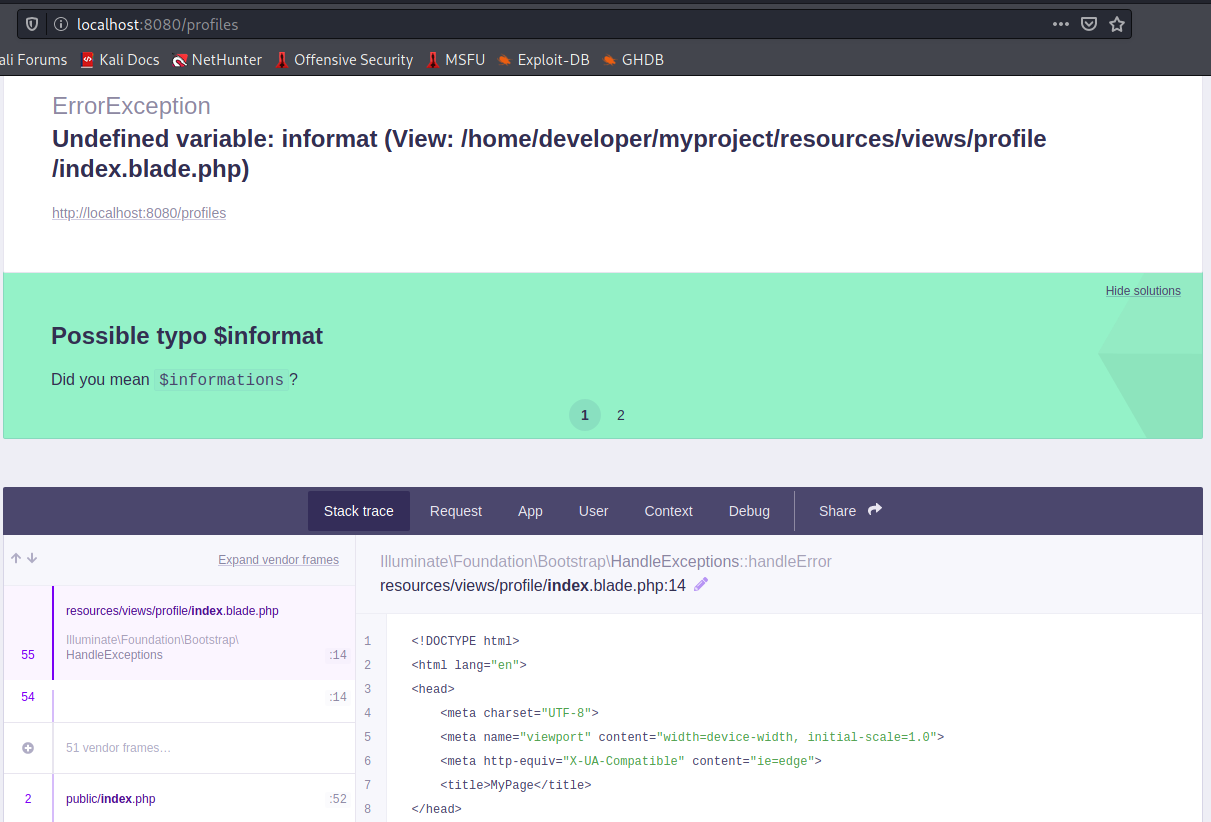 localhost:8080/profiles
ali Forums Kali Docs NetHunter Offensive Security MSFU Exploit-DB GHDB
ErrorException
Undefined variable: informat (View: /home/developer/myproject/resources/views/profile
/index.blade.php)
http://localhost:8080/profiles
Hide solutions
Possible typo $informat
Did you mean $informations ?
1 2
Stack trace Request App User Context Debug Share
Expand vendor frames
resources/views/profile/index.blade.php
Illuminate\Foundation\Bootstrap\
55 HandleExceptions :14
54 :14
51 vendor frames…
2 public/index.php :52
Illuminate\Foundation\Bootstrap\HandleExceptions::handleError
resources/views/profile/index.blade.php:14
1 <!DOCTYPE html>
2 <html lang="en">
3 <head>
4 <meta charset="UTF-8">
5 <meta name="viewport" content="width=device-width, initial-scale=1.0">
6 <meta http-equiv="X-UA-Compatible" content="ie=edge">
7 <title>MyPage</title>
8 </head>